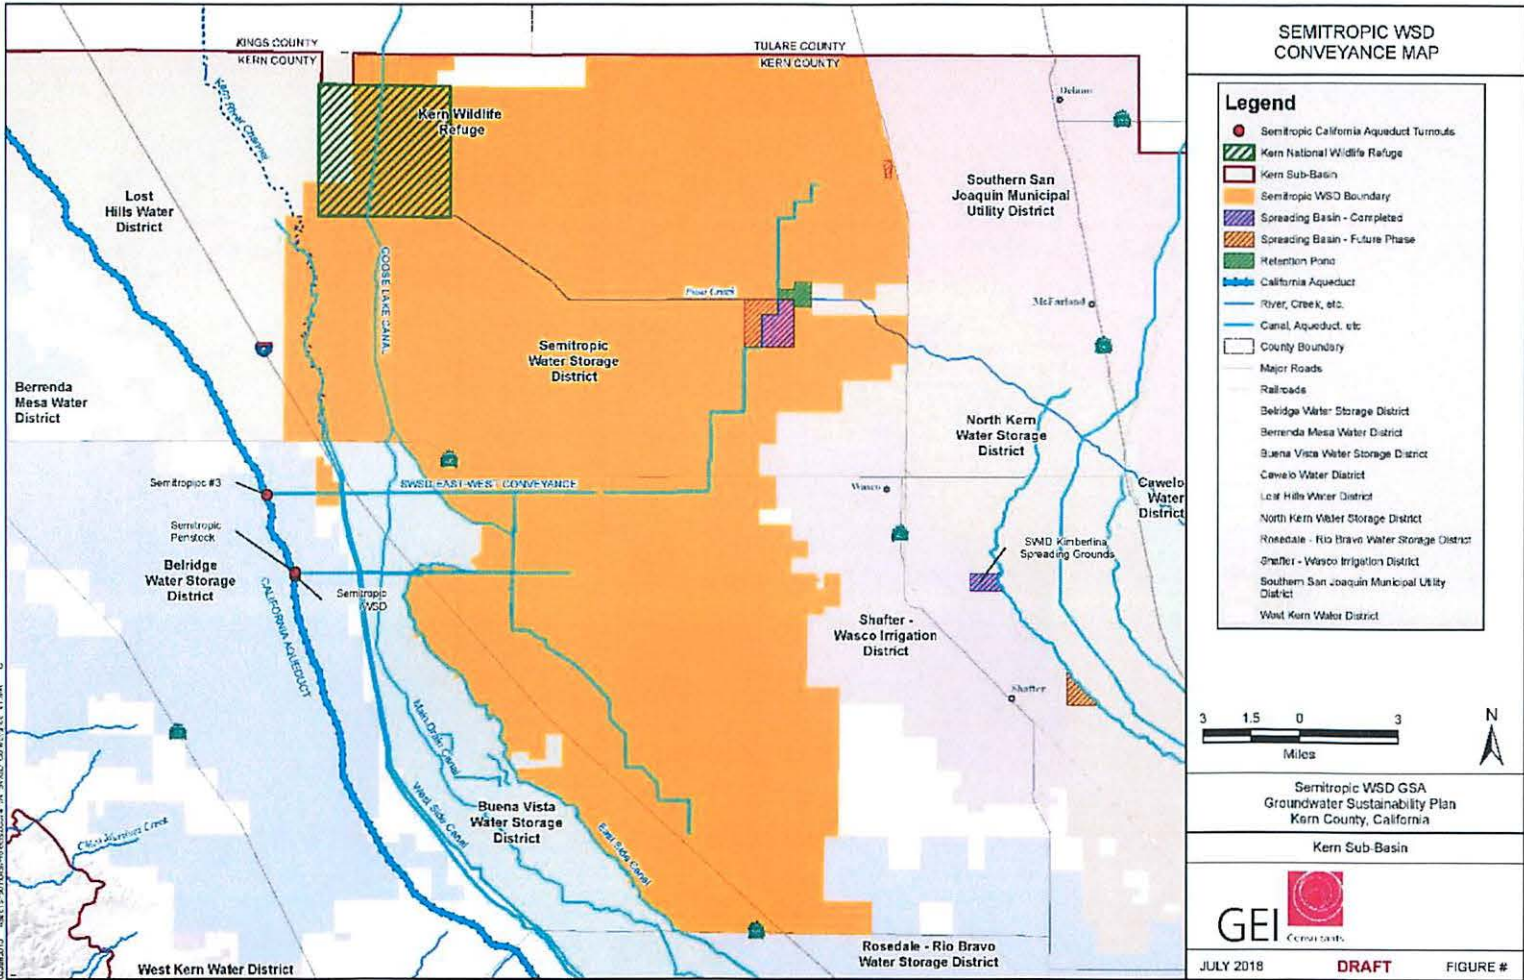 SEMITROPIC WSD
CONVEYANCE MAP
Legend
Semitropic California Aqueduct Turnouts
Kern National Wildlife Refuge
Kern Sub-Basin
Semitropic WSD Boundary
Spreading Basin - Completed
Spreading Basin - Future Phase
Retention Pond
California Aqueduct
River, Creek, etc.
Canal, Aqueduct, etc
County Boundary
Major Roads
Railroads
Belridge Water Storage District
Berrenda Mesa Water District
Buena Vista Water Storage District
Cawelo Water District
Lost Hills Water District
North Kern Water Storage District
Rosedale - Rio Bravo Water Storage District
Shafter - Wasco Irrigation District
Southern San Joaquin Municipal Utility
District
West Kern Water District
3 1.5 0 3
Miles
N
Semitropic WSD GSA
Groundwater Sustainability Plan
Kern County, California
Kern Sub-Basin
GEI
Consultants
JULY 2018
DRAFT
FIGURE #
KINGS COUNTY
KERN COUNTY
TULARE COUNTY
KERN COUNTY
Kern River Channel
Kern Wildlife
Refuge
Delano
Lost
Hills Water
District
Southern San
Joaquin Municipal
Utility District
GOOSE LAKE CANAL
Poso Creek
McFarland
Semitropic
Water Storage
District
Berrenda
Mesa Water
District
North Kern
Water Storage
District
Semitropic #3
SWSD EAST-WEST CONVEYANCE
Wasco
Cawelo
Water
District
Semitropic
Penstock
SWID Kimberlina
Spreading Grounds
Belridge
Water Storage
District
Semitropic
WSD
CALIFORNIA AQUEDUCT
Shafter -
Wasco Irrigation
District
Shafter
Main Drain Canal
West Side Canal
Buena Vista
Water Storage
District
East Side Canal
Chico Martinez Creek
West Kern Water District
Rosedale - Rio Bravo
Water Storage District